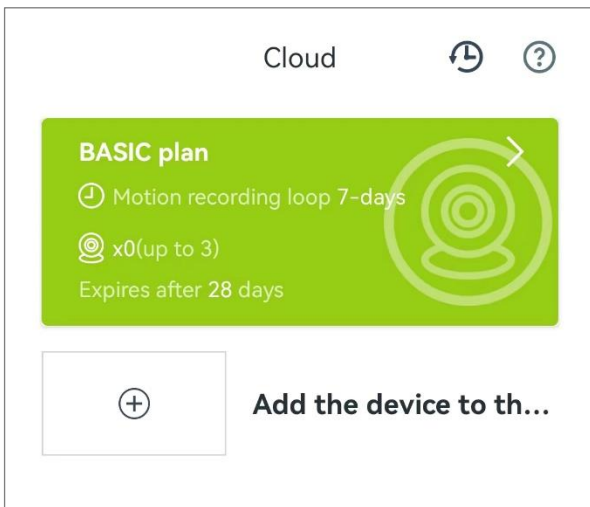 Cloud
BASIC plan
Motion recording loop 7-days
x0(up to 3)
Expires after 28 days
Add the device to th...